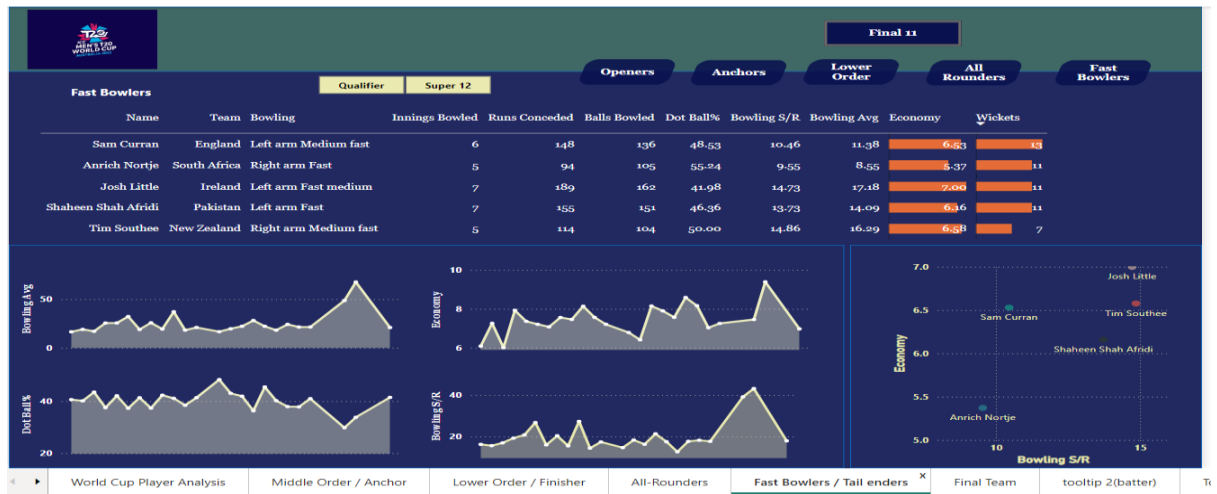 T20
MEN'S T20
WORLD CUP
Final 11
Openers
Anchors
Lower Order
All Rounders
Fast Bowlers
Fast Bowlers
Qualifier
Super 12
Name Team Bowling Innings Bowled Runs Conceded Balls Bowled Dot Ball% Bowling S/R Bowling Avg Economy Wickets
Sam Curran England Left arm Medium fast 6 148 136 48.53 10.46 11.38 6.53 13
Anrich Nortje South Africa Right arm Fast 5 94 105 55.24 9.55 8.55 5.37 11
Josh Little Ireland Left arm Fast medium 7 189 162 41.98 14.73 17.18 7.00 11
Shaheen Shah Afridi Pakistan Left arm Fast 7 155 151 46.36 13.73 14.09 6.16 11
Tim Southee New Zealand Right arm Medium fast 5 114 104 50.00 14.86 16.29 6.58 7
Bowling Avg
50
0
Economy
10
8
6
Dot Ball%
40
20
Bowling S/R
40
20
Economy
7.0
6.5
6.0
5.5
5.0
Josh Little
Tim Southee
Sam Curran
Shaheen Shah Afridi
Anrich Nortje
10 15
Bowling S/R
World Cup Player Analysis
Middle Order / Anchor
Lower Order / Finisher
All-Rounders
Fast Bowlers / Tail enders ×
Final Team
tooltip 2(batter)